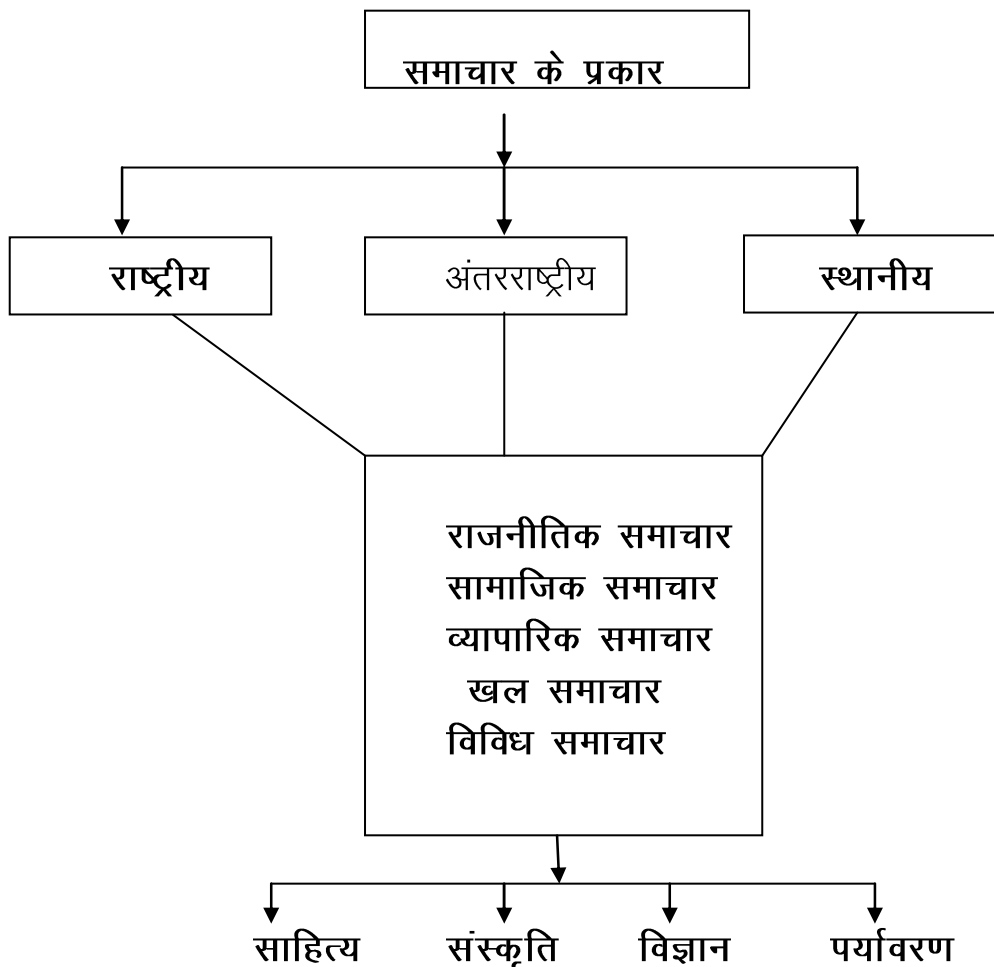 समाचार के प्रकार
राष्ट्रीय अंतरराष्ट्रीय स्थानीय
राजनीतिक समाचार
सामाजिक समाचार
व्यापारिक समाचार
खल समाचार
विविध समाचार
साहित्य संस्कृति विज्ञान पर्यावरण